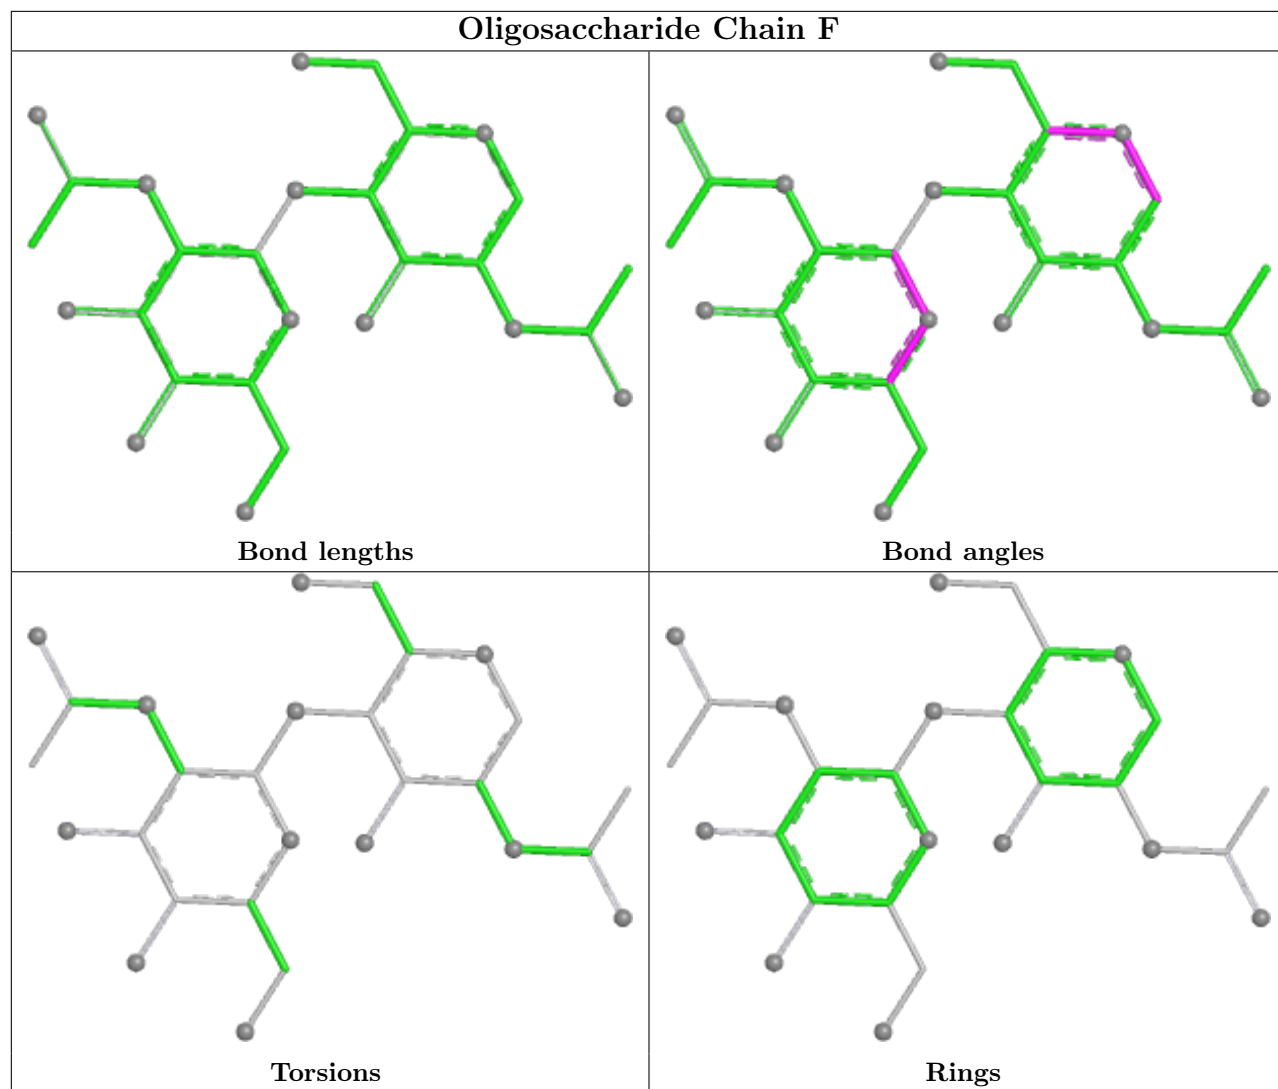 Oligosaccharide Chain F
Bond lengths
Bond angles
Torsions
Rings